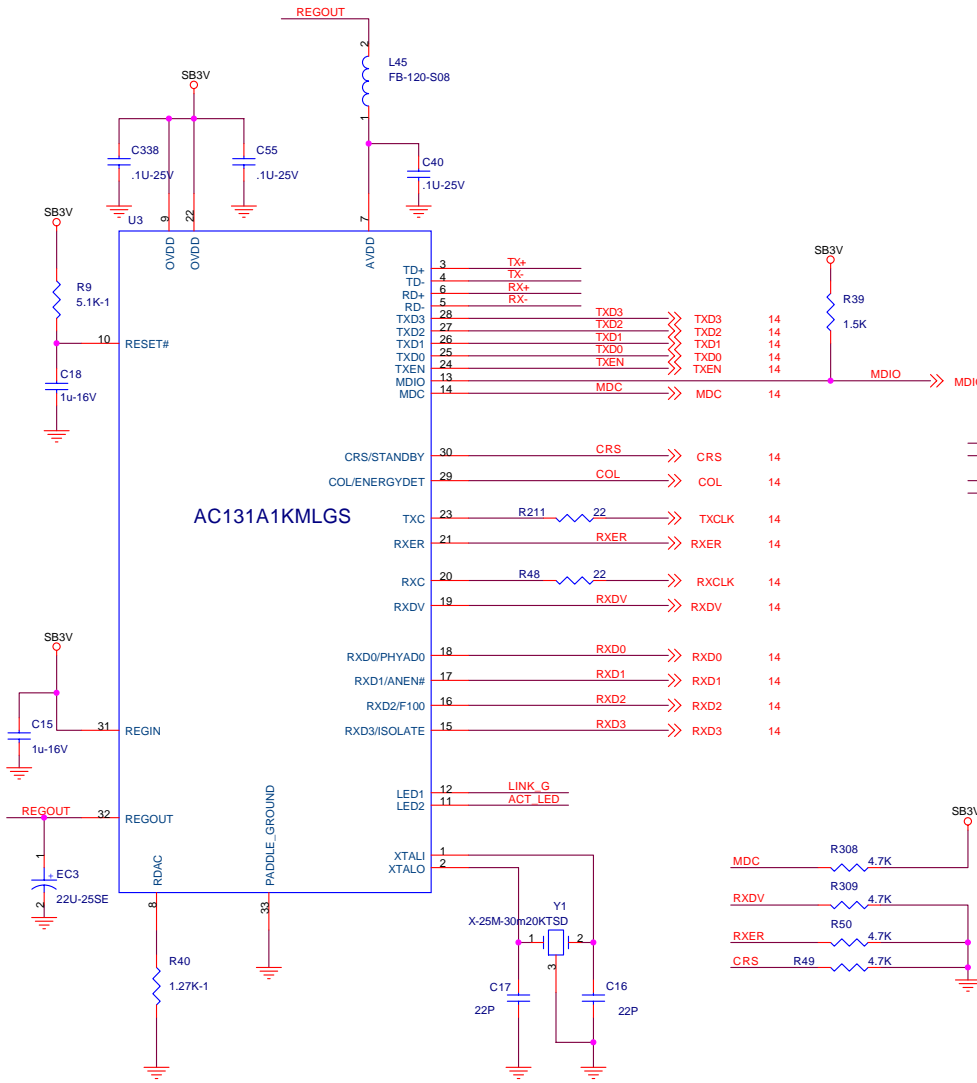 REGOUT
2
L45
FB-120-S08
1
SB3V
C338
.1U-25V
C55
.1U-25V
C40
.1U-25V
SB3V
U3
9
22
7
OVDD
OVDD
AVDD
R9
5.1K-1
10 RESET#
C18
1u-16V
TD+ 3 TX+
TD- 4 TX-
RD+ 6 RX+
RD- 5 RX-
TXD3 28 TXD3 TXD3 14
TXD2 27 TXD2 TXD2 14
TXD1 26 TXD1 TXD1 14
TXD0 25 TXD0 TXD0 14
TXEN 24 TXEN TXEN 14
MDIO 13 MDIO
MDC 14 MDC MDC 14
SB3V
R39
1.5K
CRS/STANDBY 30 CRS CRS 14
COL/ENERGYDET 29 COL COL 14
AC131A1KMLGS
TXC 23 R211 22 TXCLK 14
RXER 21 RXER RXER 14
RXC 20 R48 22 RXCLK 14
RXDV 19 RXDV RXDV 14
RXD0/PHYAD0 18 RXD0 RXD0 14
RXD1/ANEN# 17 RXD1 RXD1 14
RXD2/F100 16 RXD2 RXD2 14
RXD3/ISOLATE 15 RXD3 RXD3 14
SB3V
C15
1u-16V
31 REGIN
REGOUT 32 REGOUT
1
+ EC3
22U-25SE
2
RDAC
8
PADDLE_GROUND
33
R40
1.27K-1
LED1 12 LINK_G
LED2 11 ACT_LED
XTALI 1
XTALO 2
Y1
X-25M-30m20KTSD
1
2
3
C17
22P
C16
22P
SB3V
MDC R308 4.7K
RXDV R309 4.7K
RXER R50 4.7K
CRS R49 4.7K